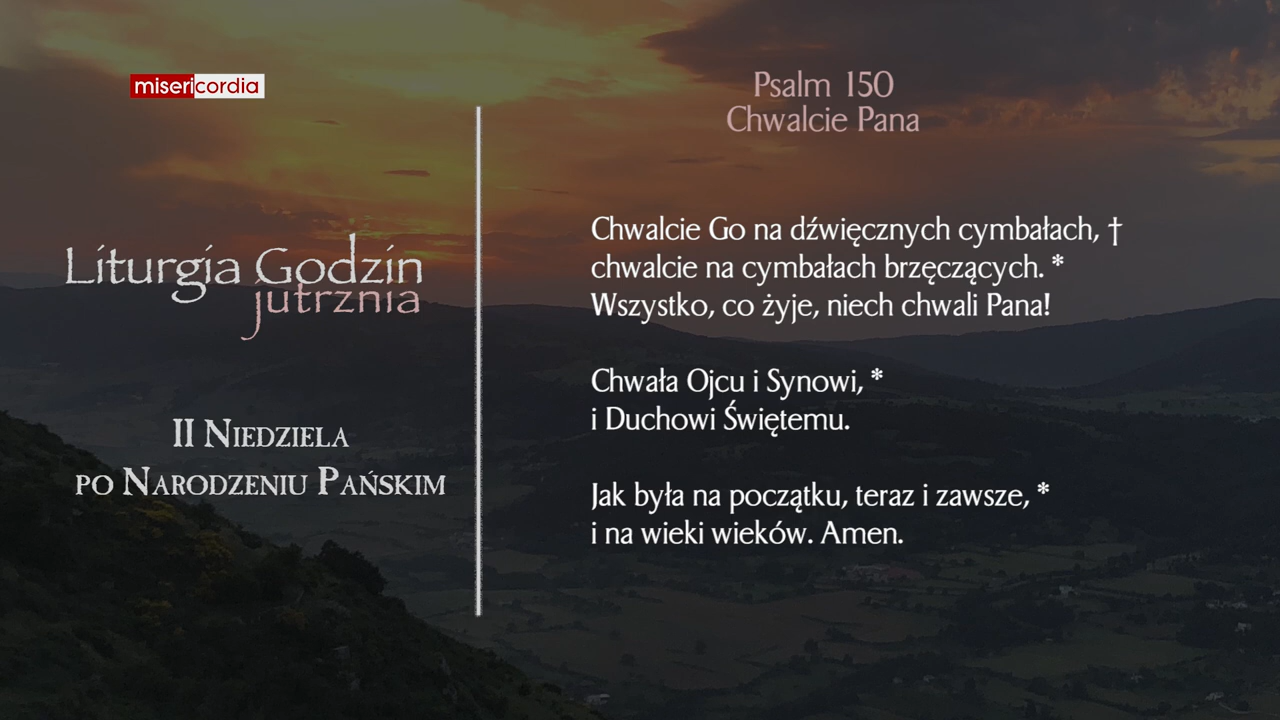 misericordia
Liturgia Godzin
jutrznia
II Niedziela
po Narodzeniu Pańskim
Psalm 150
Chwalcie Pana
Chwalcie Go na dźwięcznych cymbałach, †
chwalcie na cymbałach brzęczących. *
Wszystko, co żyje, niech chwali Pana!
Chwała Ojcu i Synowi, *
i Duchowi Świętemu.
Jak była na początku, teraz i zawsze, *
i na wieki wieków. Amen.